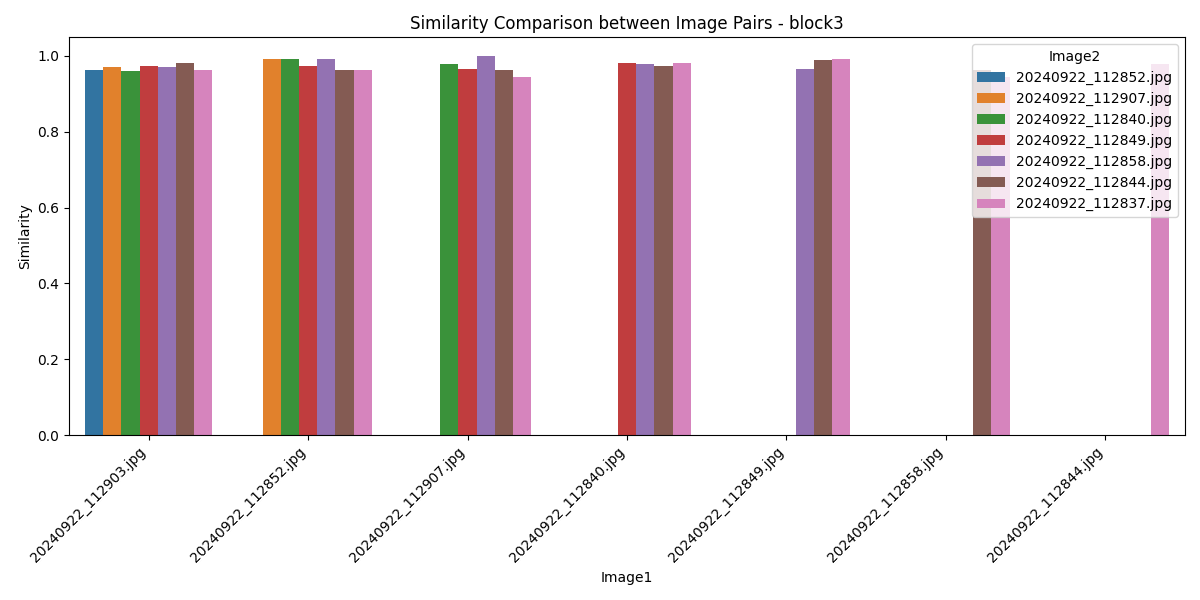 Similarity Comparison between Image Pairs - block3
Image2
20240922_112852.jpg
20240922_112907.jpg
20240922_112840.jpg
20240922_112849.jpg
20240922_112858.jpg
20240922_112844.jpg
20240922_112837.jpg
Similarity
1.0
0.8
0.6
0.4
0.2
0.0
20240922_112903.jpg
20240922_112852.jpg
20240922_112907.jpg
20240922_112840.jpg
20240922_112849.jpg
20240922_112858.jpg
20240922_112844.jpg
Image1